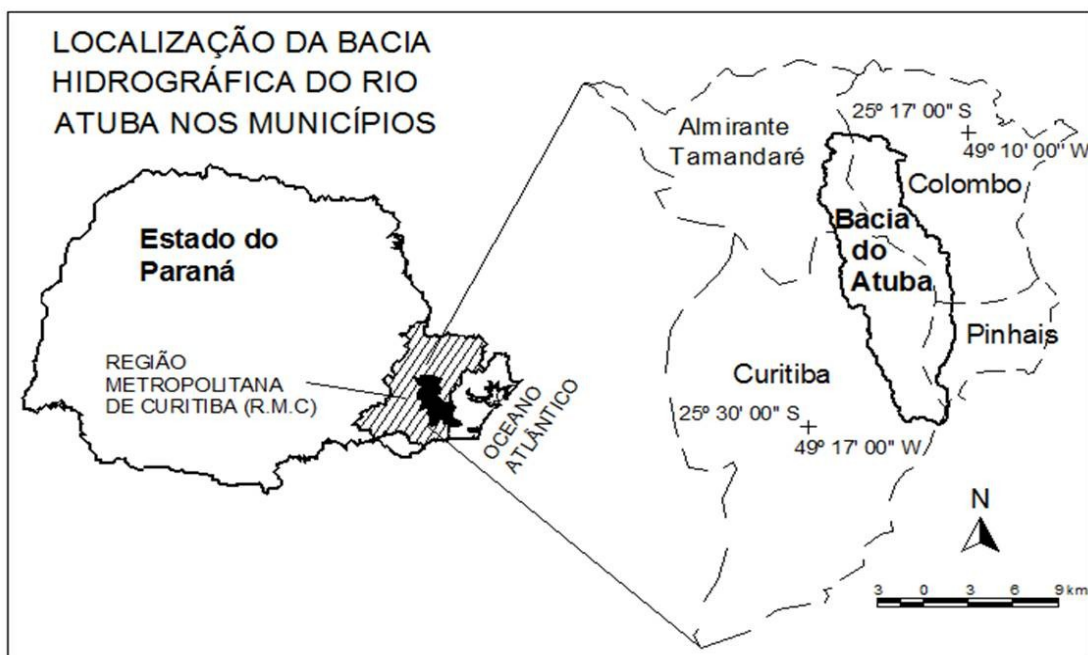 LOCALIZAÇÃO DA BACIA
HIDROGRÁFICA DO RIO
ATUBA NOS MUNICÍPIOS
Estado do
Paraná
REGIÃO
METROPOLITANA
DE CURITIBA (R.M.C)
OCEANO
ATLÂNTICO
Almirante
Tamandaré
25º 17' 00" S
49º 10' 00" W
Colombo
Bacia
do
Atuba
Pinhais
Curitiba
25º 30' 00" S
49º 17' 00" W
N
3 0 3 6 9 km